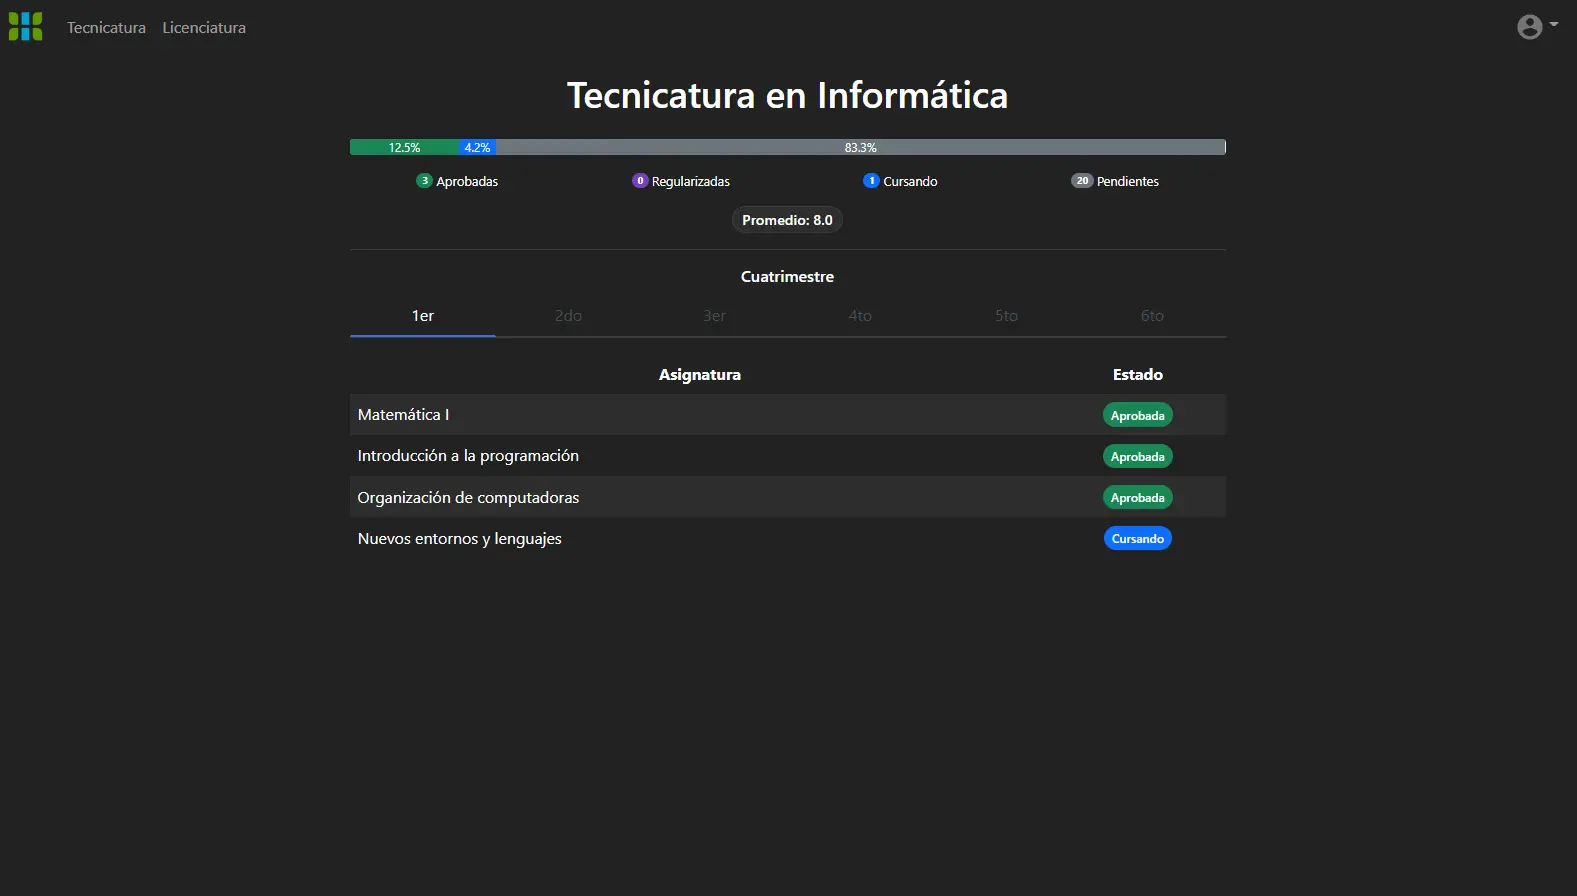 Tecnicatura Licenciatura
Tecnicatura en Informática
12.5% 4.2% 83.3%
3 Aprobadas 0 Regularizadas 1 Cursando 20 Pendientes
Promedio: 8.0
Cuatrimestre
1er 2do 3er 4to 5to 6to
Asignatura Estado
Matemática I Aprobada
Introducción a la programación Aprobada
Organización de computadoras Aprobada
Nuevos entornos y lenguajes Cursando